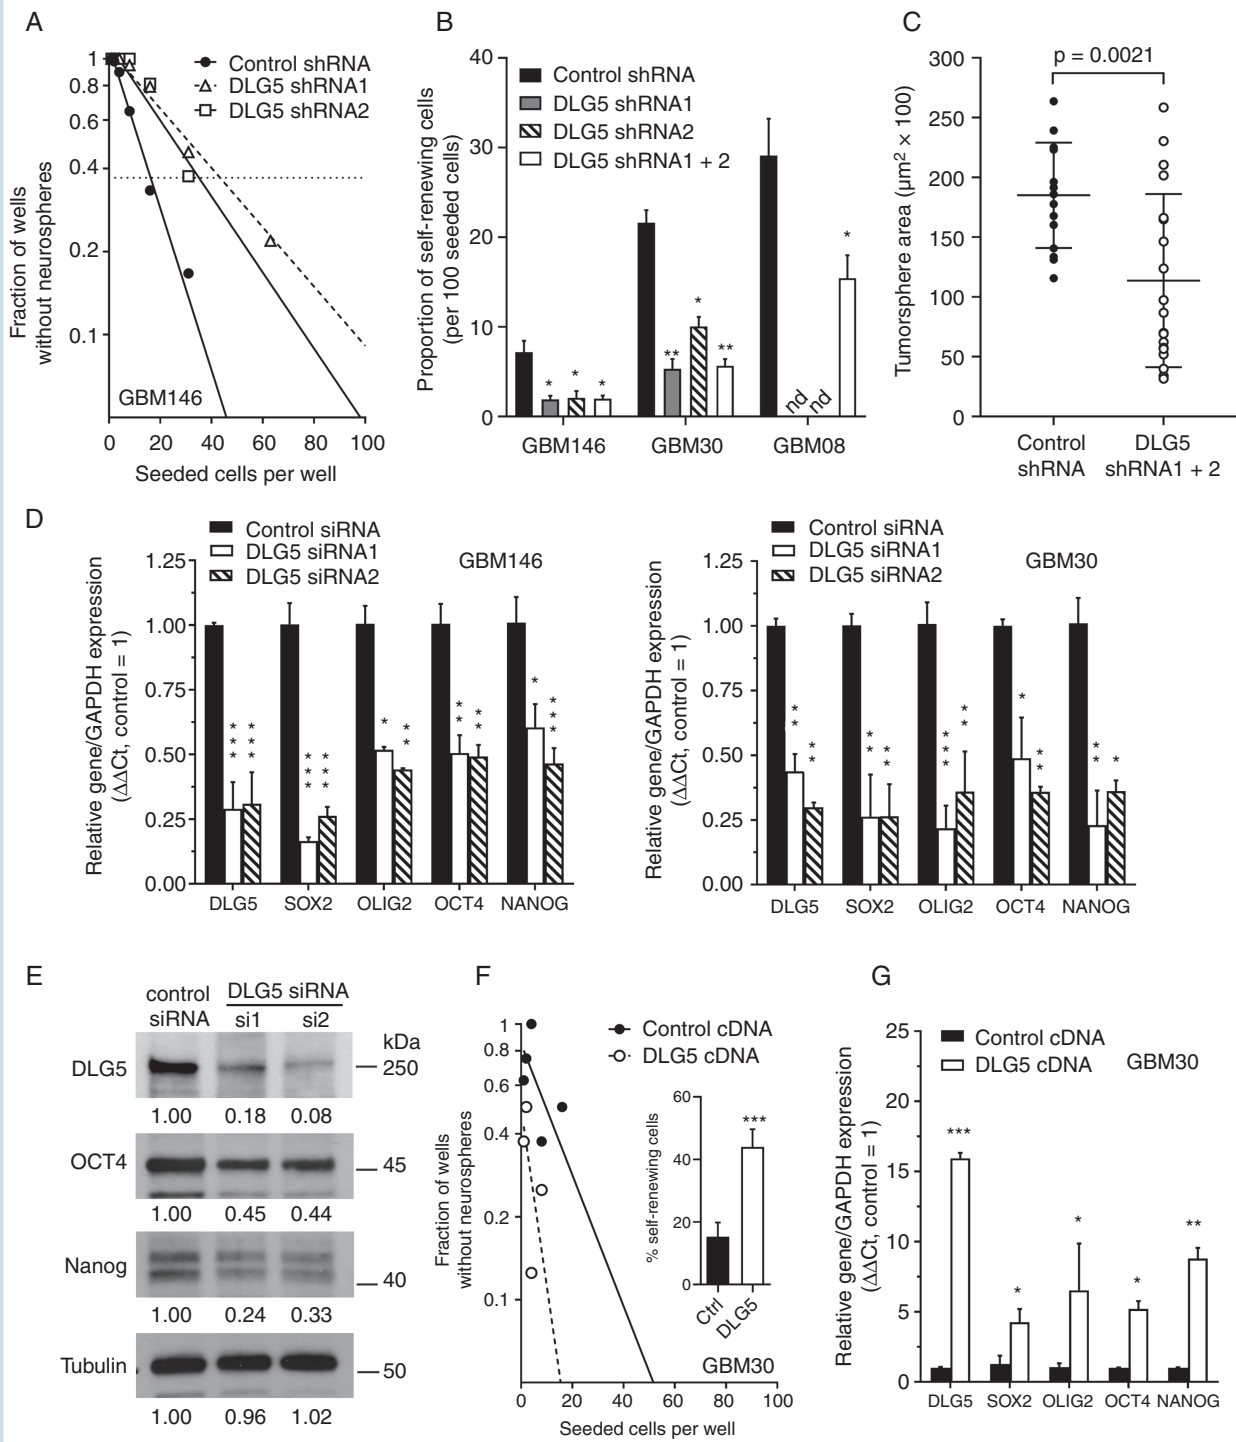 A
Fraction of wells
without neurospheres
1
0.8
0.6
0.4
0.2
0.1
Control shRNA
DLG5 shRNA1
DLG5 shRNA2
GBM146
0 20 40 60 80 100
Seeded cells per well
B
Proportion of self-renewing cells
(per 100 seeded cells)
40
30
20
10
0
Control shRNA
DLG5 shRNA1
DLG5 shRNA2
DLG5 shRNA1 + 2
* * *
** * **
nd nd *
GBM146 GBM30 GBM08
C
Tumorsphere area (µm² × 100)
300
250
200
150
100
50
0
p = 0.0021
Control
shRNA
DLG5
shRNA1 + 2
D
Relative gene/GAPDH expression
(ΔΔCt, control = 1)
1.25
1.00
0.75
0.50
0.25
0.00
Control siRNA
DLG5 siRNA1
DLG5 siRNA2
GBM146
*** ***
*** ***
* **
** **
* ***
DLG5 SOX2 OLIG2 OCT4 NANOG
Relative gene/GAPDH expression
(ΔΔCt, control = 1)
1.25
1.00
0.75
0.50
0.25
0.00
Control siRNA
DLG5 siRNA1
DLG5 siRNA2
GBM30
** **
** **
*** **
* **
** *
DLG5 SOX2 OLIG2 OCT4 NANOG
E
control
siRNA
DLG5 siRNA
si1 si2
kDa
DLG5 250
1.00 0.18 0.08
OCT4 45
1.00 0.45 0.44
Nanog 40
1.00 0.24 0.33
Tubulin 50
1.00 0.96 1.02
F
Fraction of wells
without neurospheres
1
0.8
0.6
0.4
0.2
0.1
Control cDNA
DLG5 cDNA
% self-renewing cells
60
40
20
0
***
Ctrl
DLG5
GBM30
0 20 40 60 80 100
Seeded cells per well
G
Relative gene/GAPDH expression
(ΔΔCt, control = 1)
25
20
15
10
5
0
Control cDNA
DLG5 cDNA
GBM30
*** * * * **
DLG5 SOX2 OLIG2 OCT4 NANOG